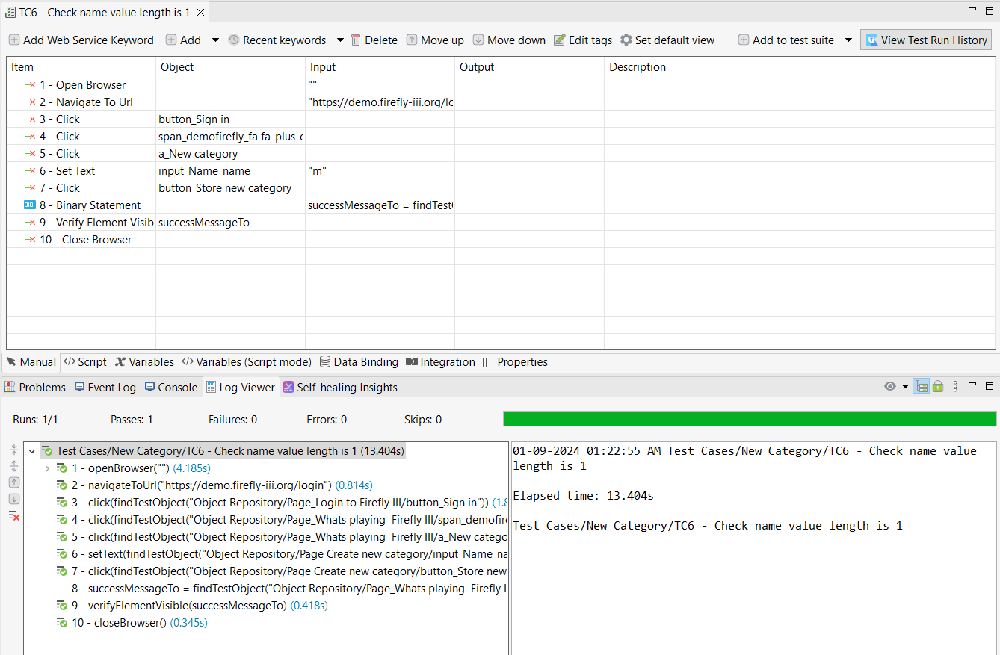 TC6 - Check name value length is 1
Add Web Service Keyword Add Recent keywords Delete Move up Move down Edit tags Set default view Add to test suite View Test Run History
Item Object Input Output Description
1 - Open Browser ""
2 - Navigate To Url "https://demo.firefly-iii.org/lo
3 - Click button_Sign in
4 - Click span_demofirefly_fa fa-plus-c
5 - Click a_New category
6 - Set Text input_Name_name "m"
7 - Click button_Store new category
8 - Binary Statement successMessageTo = findTest
9 - Verify Element Visibl successMessageTo
10 - Close Browser
Manual Script Variables Variables (Script mode) Data Binding Integration Properties
Problems Event Log Console Log Viewer Self-healing Insights
Runs: 1/1 Passes: 1 Failures: 0 Errors: 0 Skips: 0
Test Cases/New Category/TC6 - Check name value length is 1 (13.404s)
1 - openBrowser("") (4.185s)
2 - navigateToUrl("https://demo.firefly-iii.org/login") (0.814s)
3 - click(findTestObject("Object Repository/Page_Login to Firefly III/button_Sign in")) (1.8
4 - click(findTestObject("Object Repository/Page_Whats playing  Firefly III/span_demofire
5 - click(findTestObject("Object Repository/Page_Whats playing  Firefly III/a_New catego
6 - setText(findTestObject("Object Repository/Page Create new category/input_Name_na
7 - click(findTestObject("Object Repository/Page Create new category/button_Store new
8 - successMessageTo = findTestObject("Object Repository/Page_Whats playing  Firefly I
9 - verifyElementVisible(successMessageTo) (0.418s)
10 - closeBrowser() (0.345s)
01-09-2024 01:22:55 AM Test Cases/New Category/TC6 - Check name value
length is 1
Elapsed time: 13.404s
Test Cases/New Category/TC6 - Check name value length is 1